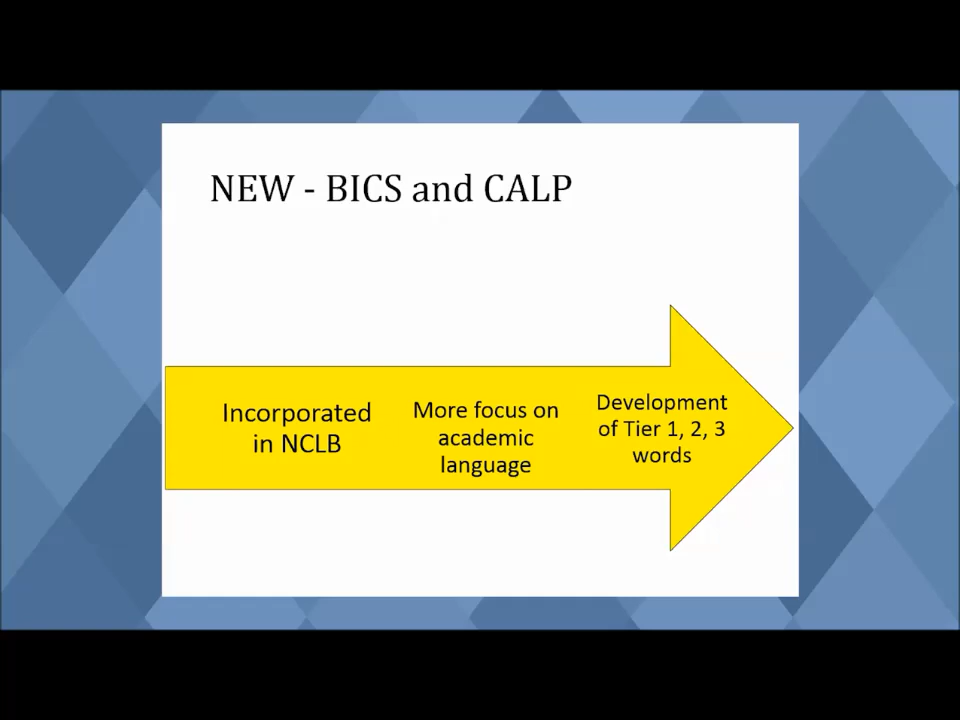 NEW - BICS and CALP
Incorporated
in NCLB
More focus on
academic
language
Development
of Tier 1, 2, 3
words